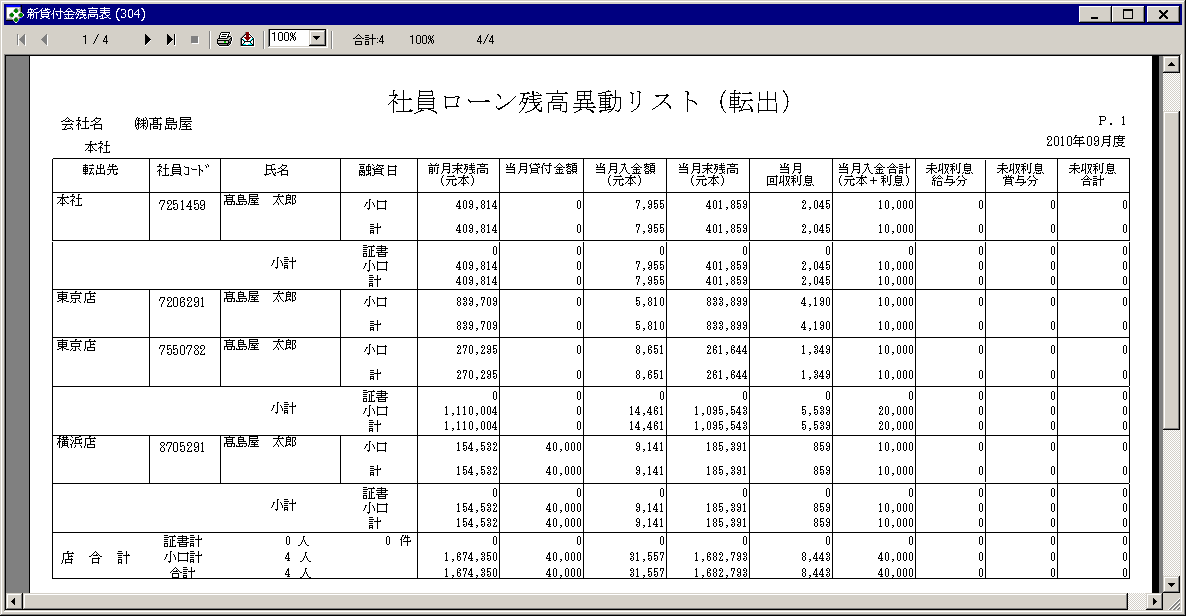 新貸付金残高表 (304)
1 / 4 100% 合計:4 100% 4/4
社員ローン残高異動リスト（転出）
会社名 ㈱髙島屋 P. 1
本社 2010年09月度
転出先 社員ｺｰﾄﾞ 氏名 融資日 前月末残高 当月貸付金額 当月入金額 当月末残高 当月 当月入金合計 未収利息 未収利息 未収利息
(元本) (元本) (元本) 回収利息 (元本＋利息) 給与分 賞与分 合計
本社 7251459 髙島屋 太郎 小口 409,814 0 7,955 401,859 2,045 10,000 0 0 0
計 409,814 0 7,955 401,859 2,045 10,000 0 0 0
証書 0 0 0 0 0 0 0 0 0
小計 小口 409,814 0 7,955 401,859 2,045 10,000 0 0 0
計 409,814 0 7,955 401,859 2,045 10,000 0 0 0
東京店 7206291 髙島屋 太郎 小口 839,709 0 5,810 833,899 4,190 10,000 0 0 0
計 839,709 0 5,810 833,899 4,190 10,000 0 0 0
東京店 7550782 髙島屋 太郎 小口 270,295 0 8,651 261,644 1,349 10,000 0 0 0
計 270,295 0 8,651 261,644 1,349 10,000 0 0 0
証書 0 0 0 0 0 0 0 0 0
小計 小口 1,110,004 0 14,461 1,095,543 5,539 20,000 0 0 0
計 1,110,004 0 14,461 1,095,543 5,539 20,000 0 0 0
横浜店 8705291 髙島屋 太郎 小口 154,532 40,000 9,141 185,391 859 10,000 0 0 0
計 154,532 40,000 9,141 185,391 859 10,000 0 0 0
証書 0 0 0 0 0 0 0 0 0
小計 小口 154,532 40,000 9,141 185,391 859 10,000 0 0 0
計 154,532 40,000 9,141 185,391 859 10,000 0 0 0
証書計 0 人 0 件 0 0 0 0 0 0 0 0 0
店 合 計 小口計 4 人 1,674,350 40,000 31,557 1,682,793 8,443 40,000 0 0 0
合計 4 人 1,674,350 40,000 31,557 1,682,793 8,443 40,000 0 0 0